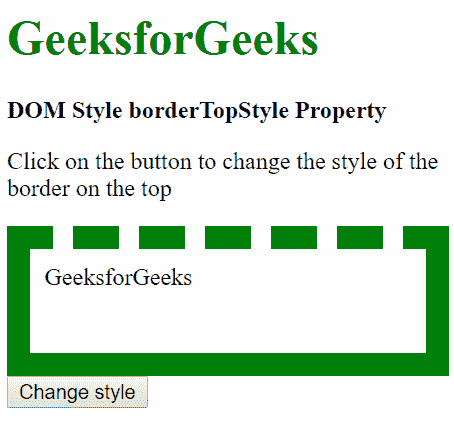 GeeksforGeeks
DOM Style borderTopStyle Property
Click on the button to change the style of the
border on the top
GeeksforGeeks
Change style